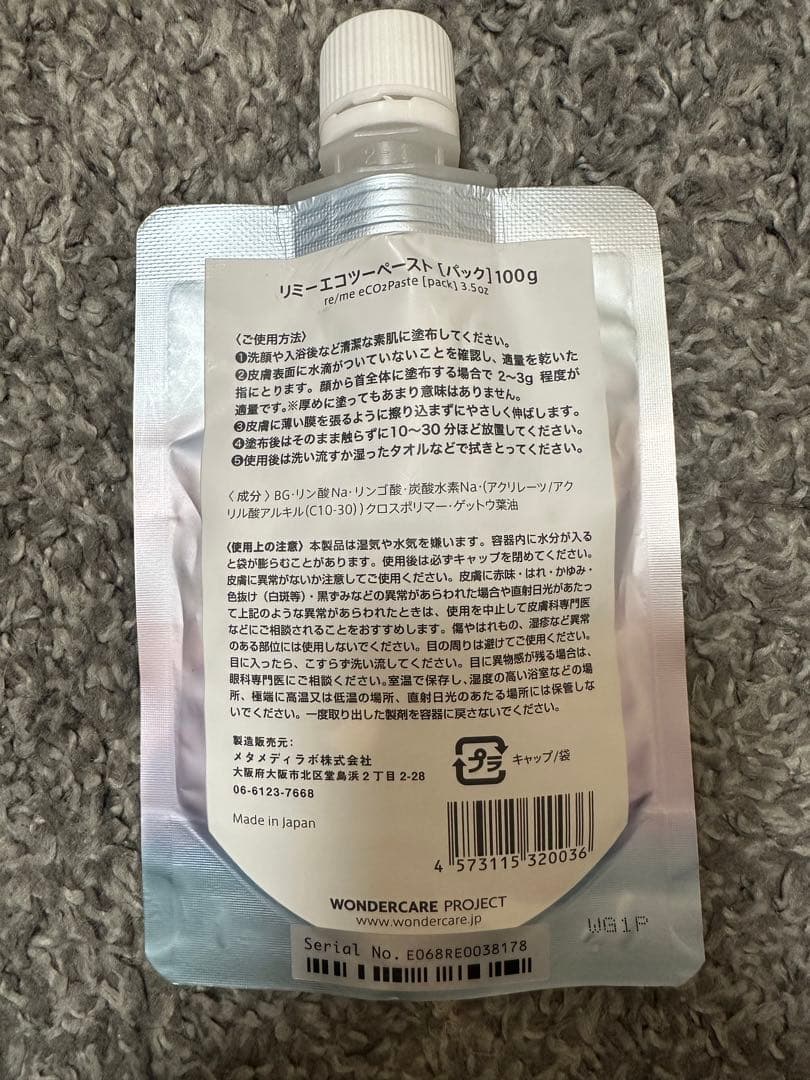 リミーエコツーペースト [パック] 100g
re/me eCO₂Paste [pack] 3.5oz
〈ご使用方法〉
❶洗顔や入浴後など清潔な素肌に塗布してください。
❷皮膚表面に水滴がついていないことを確認し、適量を乾いた
指にとります。顔から首全体に塗布する場合で 2〜3g 程度が
適量です。※厚めに塗ってもあまり意味はありません。
❸皮膚に薄い膜を張るように擦り込まずにやさしく伸ばします。
❹塗布後はそのまま触らずに10〜30 分ほど放置してください。
❺使用後は洗い流すか湿ったタオルなどで拭きとってください。
〈 成分 〉BG・リン酸Na・リンゴ酸・炭酸水素Na・(アクリレーツ/アク
リル酸アルキル(C10-30))クロスポリマー・ゲットウ葉油
〈使用上の注意〉本製品は湿気や水気を嫌います。容器内に水分が入る
と袋が膨らむことがあります。使用後は必ずキャップを閉めてください。
皮膚に異常がないか注意してご使用ください。皮膚に赤味・はれ・かゆみ・
色抜け（白斑等）・黒ずみなどの異常があらわれた場合や直射日光があたっ
て上記のような異常があらわれたときは、使用を中止して皮膚科専門医
などにご相談されることをおすすめします。傷やはれもの、湿疹など異常
のある部位には使用しないでください。目の周りは避けてご使用ください。
目に入ったら、こすらず洗い流してください。目に異物感が残る場合は、
眼科専門医にご相談ください。室温で保存し、湿度の高い浴室などの場
所、極端に高温又は低温の場所、直射日光のあたる場所には保管しな
いでください。一度取り出した製剤を容器に戻さないでください。
製造販売元：
メタメディラボ株式会社
大阪府大阪市北区堂島浜２丁目 2-28
06-6123-7668
プラ
キャップ/袋
Made in Japan
4 573115 320036
WONDERCARE PROJECT
www.wondercare.jp
WG1P
Serial No. E068RE0038178